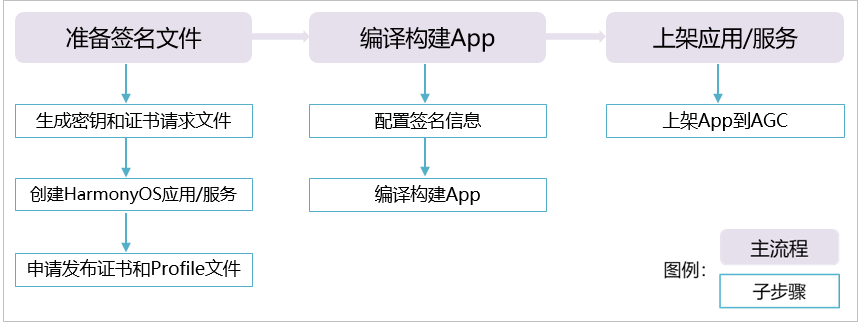 准备签名文件
编译构建App
上架应用/服务
生成密钥和证书请求文件
配置签名信息
上架App到AGC
创建HarmonyOS应用/服务
编译构建App
申请发布证书和Profile文件
图例：
主流程
子步骤